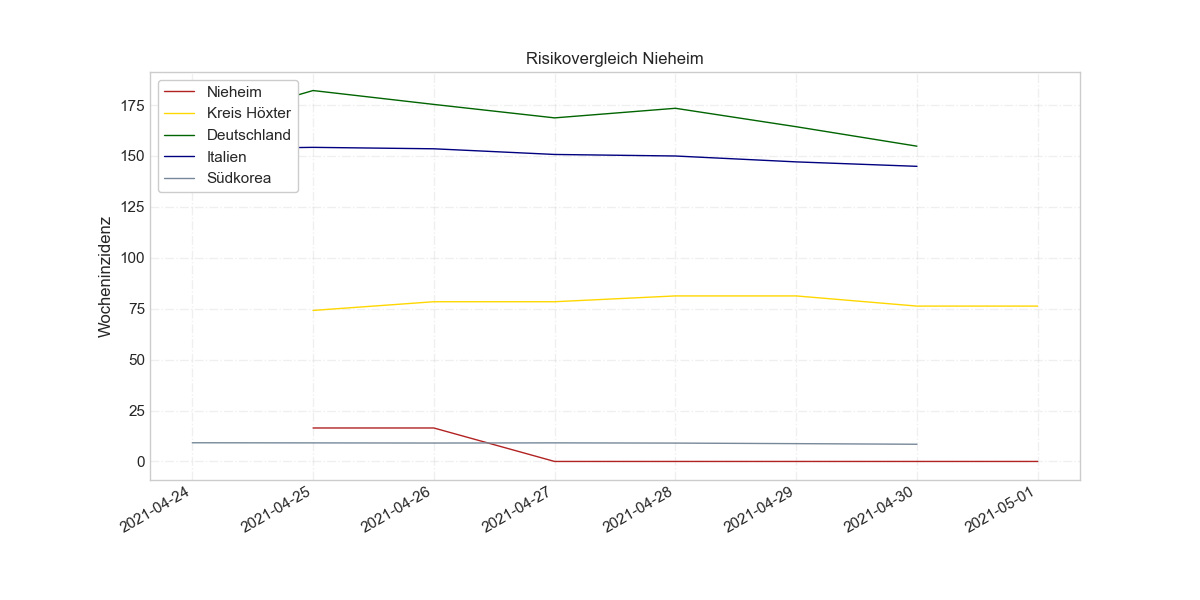 Risikovergleich Nieheim
Nieheim
Kreis Höxter
Deutschland
Italien
Südkorea
Wocheninzidenz
175
150
125
100
75
50
25
0
2021-04-24
2021-04-25
2021-04-26
2021-04-27
2021-04-28
2021-04-29
2021-04-30
2021-05-01